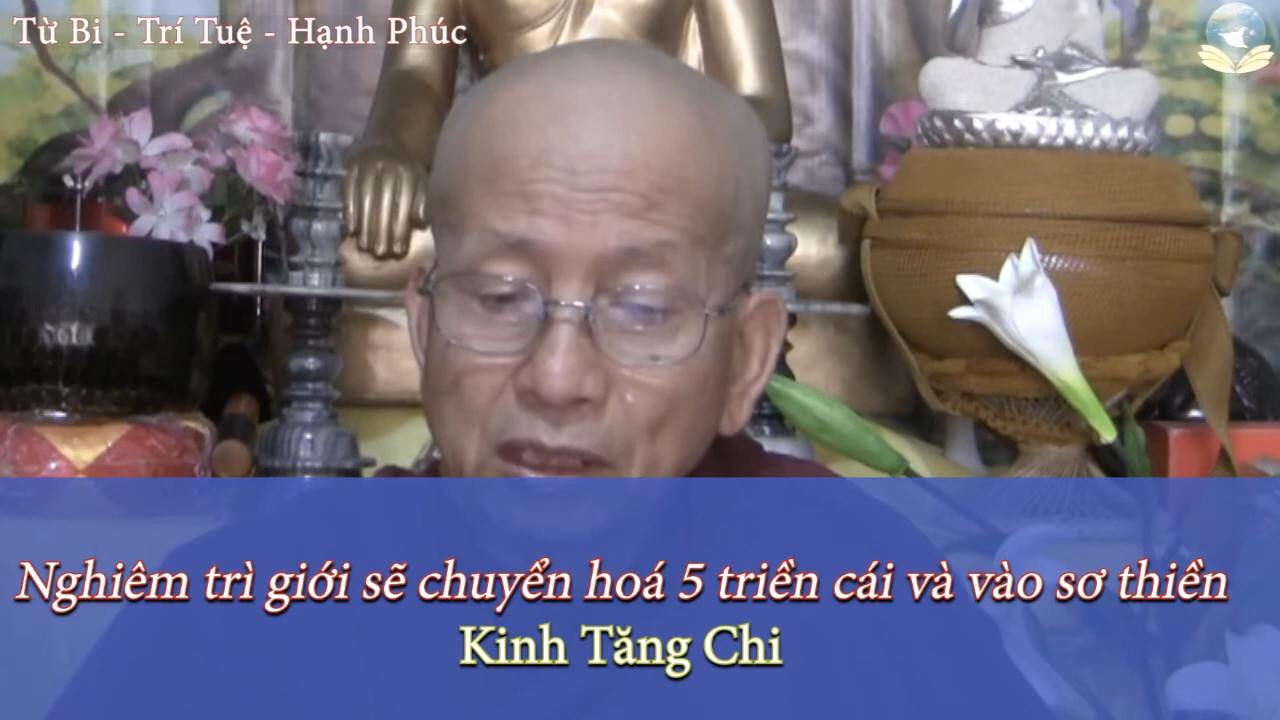 Từ Bi - Trí Tuệ - Hạnh Phúc
Nghiêm trì giới sẽ chuyển hoá 5 triền cái và vào sơ thiền
Kinh Tăng Chi